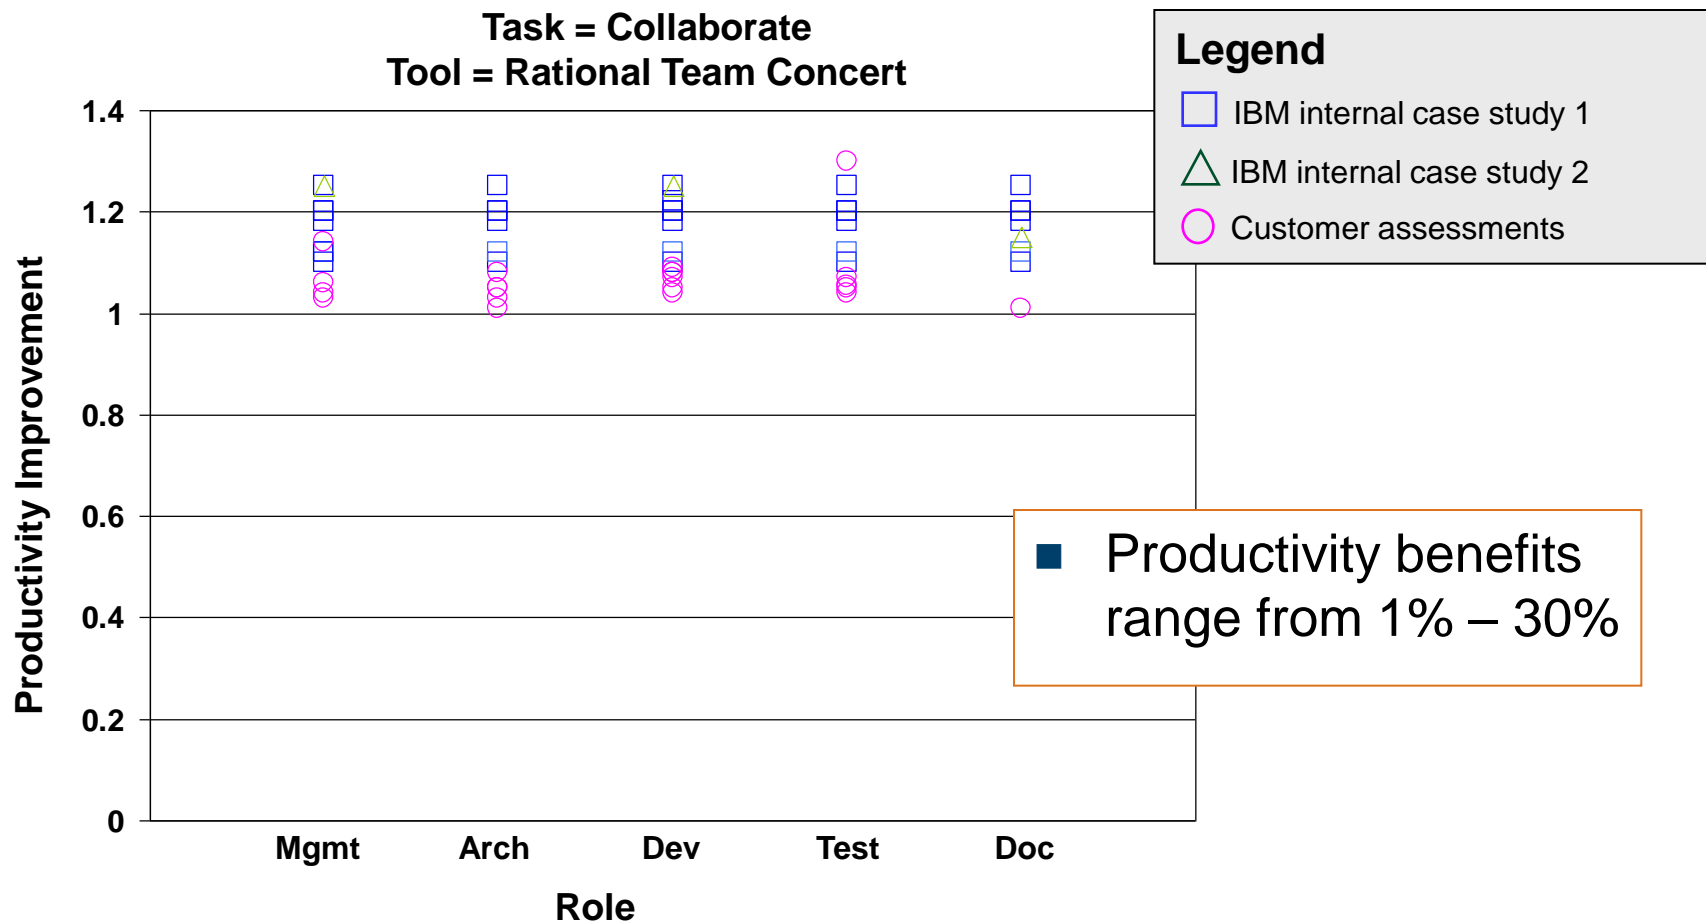 Task = Collaborate
Tool = Rational Team Concert
Legend
IBM internal case study 1
IBM internal case study 2
Customer assessments
Productivity Improvement
1.4
1.2
1
0.8
0.6
0.4
0.2
0
Productivity benefits
range from 1% – 30%
Mgmt Arch Dev Test Doc
Role